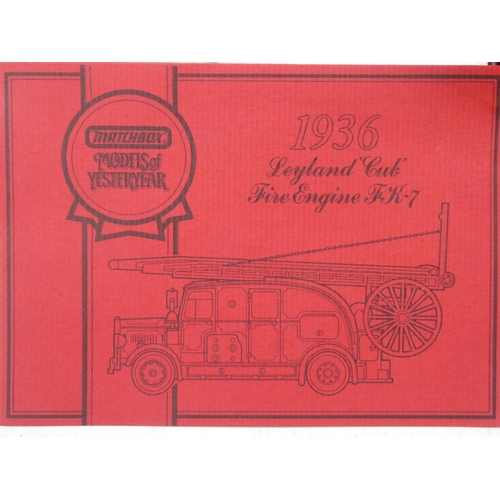 MATCHBOX
MODELS of
YESTERYEAR
1936
Leyland 'Cub'
Fire Engine FK-7